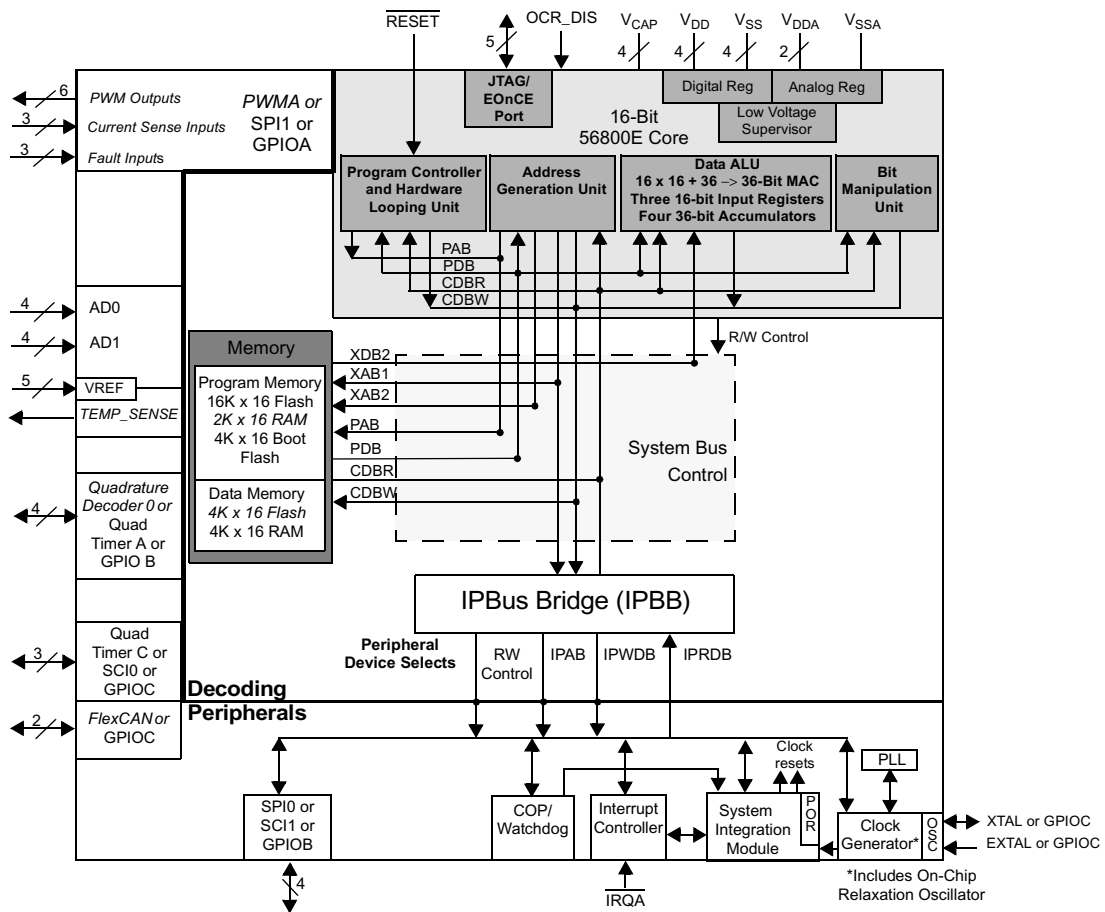 RESET
5
OCR_DIS
VCAP
4
VDD
4
VSS
4
VDDA
2
VSSA
6
PWM Outputs
3
Current Sense Inputs
3
Fault Inputs
PWMA or
SPI1 or
GPIOA
JTAG/
EOnCE
Port
16-Bit
56800E Core
Digital Reg
Analog Reg
Low Voltage
Supervisor
Program Controller
and Hardware
Looping Unit
Address
Generation Unit
Data ALU
16 x 16 + 36 –> 36-Bit MAC
Three 16-bit Input Registers
Four 36-bit Accumulators
Bit
Manipulation
Unit
PAB
PDB
CDBR
CDBW
4
AD0
4
AD1
5
VREF
TEMP_SENSE
Memory
Program Memory
16K x 16 Flash
2K x 16 RAM
4K x 16 Boot
Flash
Data Memory
4K x 16 Flash
4K x 16 RAM
XDB2
XAB1
XAB2
PAB
PDB
CDBR
CDBW
R/W Control
System Bus
Control
4
Quadrature
Decoder 0 or
Quad
Timer A or
GPIO B
IPBus Bridge (IPBB)
3
Quad
Timer C or
SCI0 or
GPIOC
Peripheral
Device Selects
RW
Control
IPAB
IPWDB
IPRDB
Decoding
Peripherals
2
FlexCAN or
GPIOC
Clock
resets
PLL
SPI0 or
SCI1 or
GPIOB
4
COP/
Watchdog
Interrupt
Controller
IRQA
System
Integration
Module
POR
Clock
Generator*
OSC
XTAL or GPIOC
EXTAL or GPIOC
*Includes On-Chip
Relaxation Oscillator